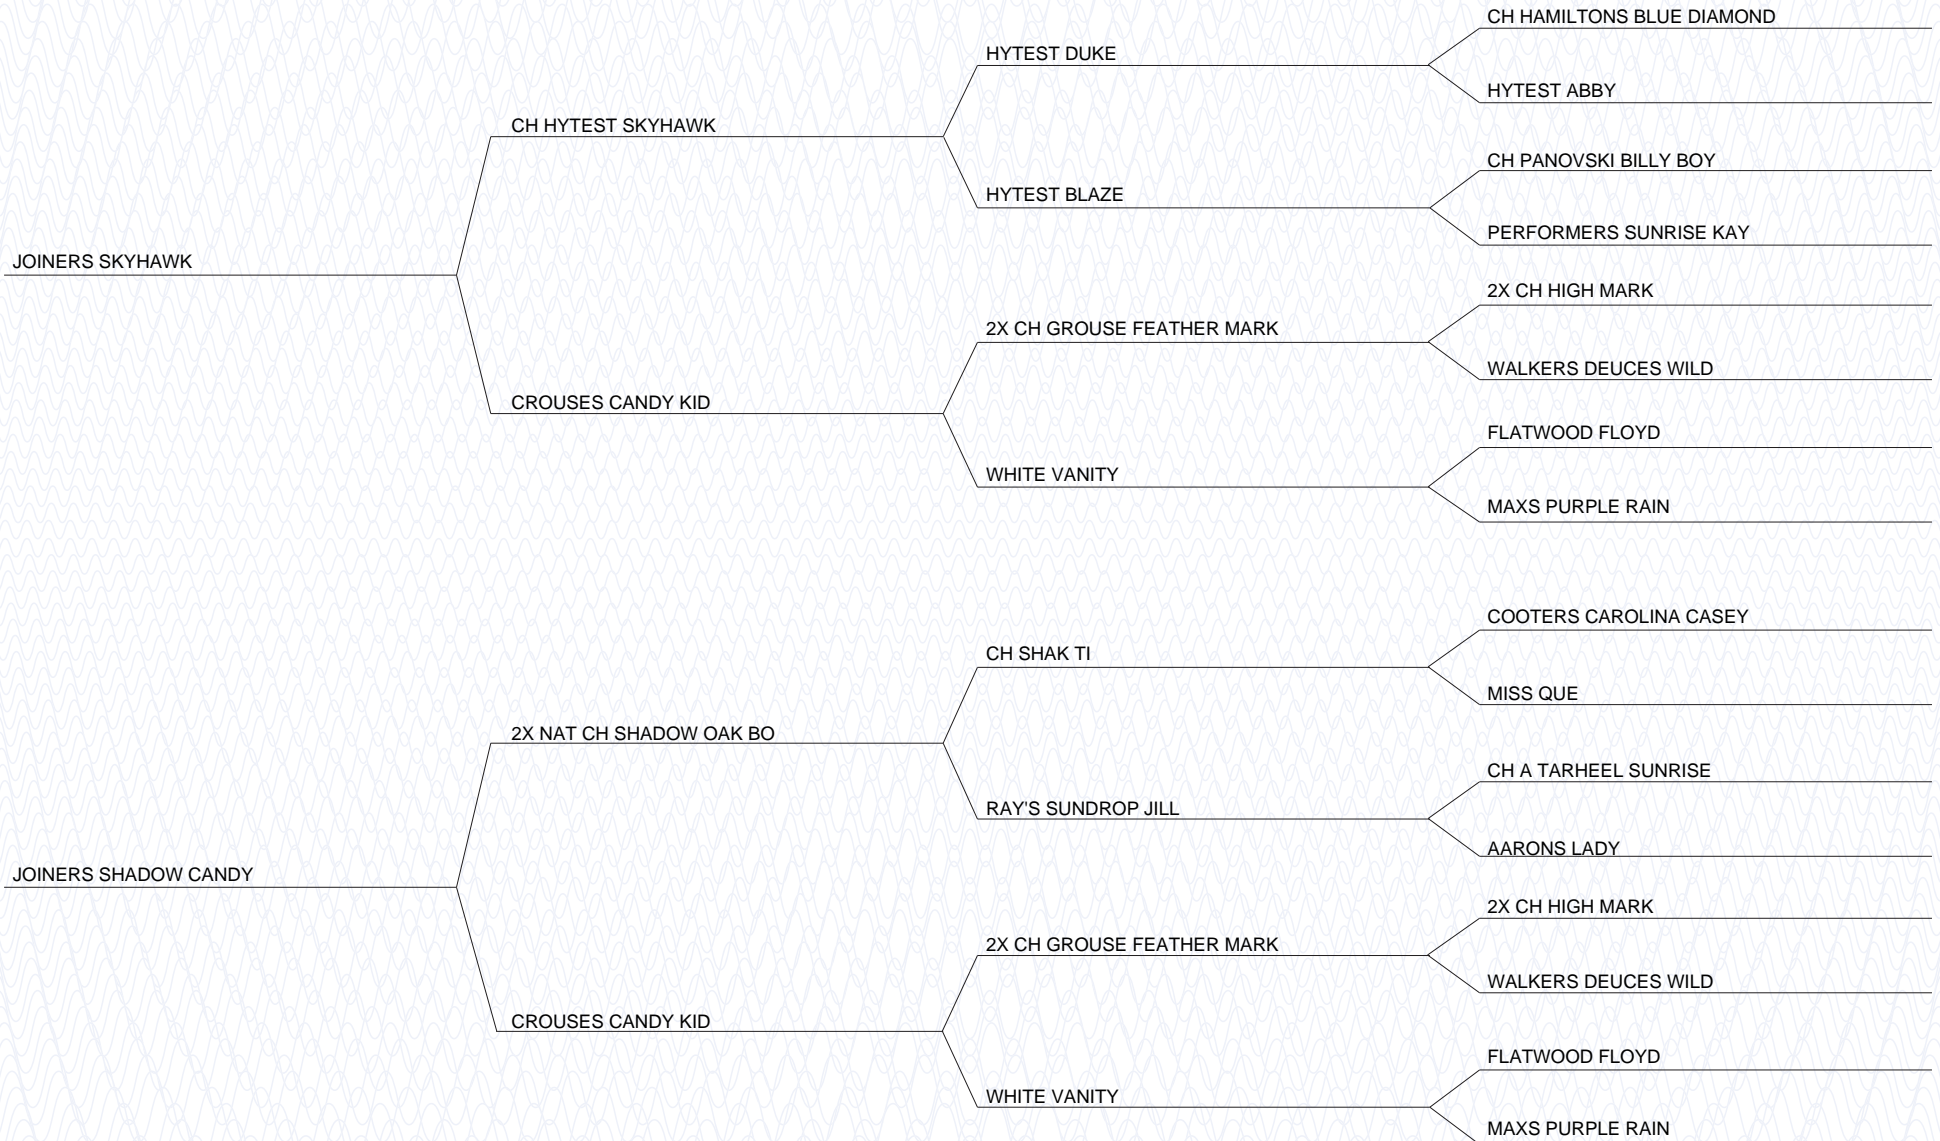 CH HAMILTONS BLUE DIAMOND
HYTEST DUKE
HYTEST ABBY
CH HYTEST SKYHAWK
CH PANOVSKI BILLY BOY
HYTEST BLAZE
PERFORMERS SUNRISE KAY
JOINERS SKYHAWK
2X CH HIGH MARK
2X CH GROUSE FEATHER MARK
WALKERS DEUCES WILD
CROUSES CANDY KID
FLATWOOD FLOYD
WHITE VANITY
MAXS PURPLE RAIN
COOTERS CAROLINA CASEY
CH SHAK TI
MISS QUE
2X NAT CH SHADOW OAK BO
CH A TARHEEL SUNRISE
RAY'S SUNDROP JILL
AARONS LADY
JOINERS SHADOW CANDY
2X CH HIGH MARK
2X CH GROUSE FEATHER MARK
WALKERS DEUCES WILD
CROUSES CANDY KID
FLATWOOD FLOYD
WHITE VANITY
MAXS PURPLE RAIN